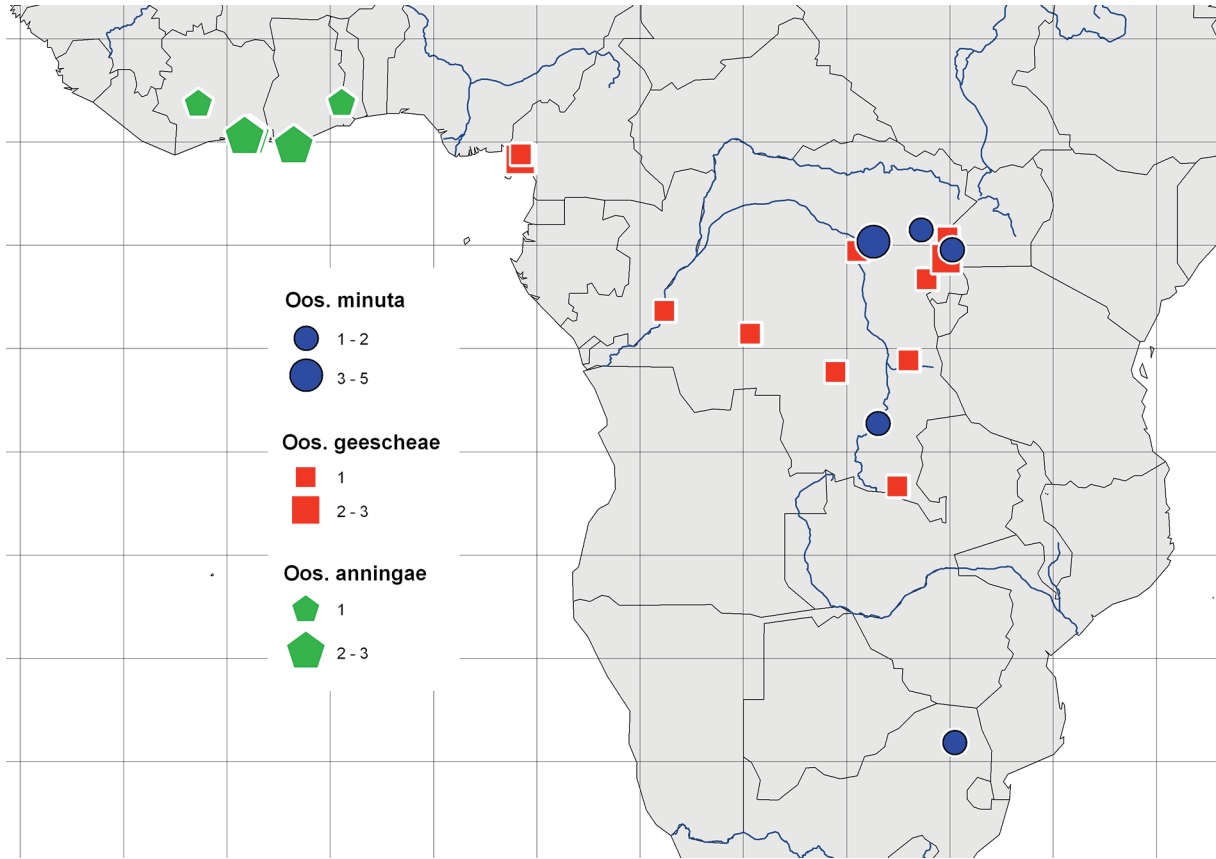 Oos. minuta
1 - 2
3 - 5
Oos. geescheae
1
2 - 3
Oos. anningae
1
2 - 3